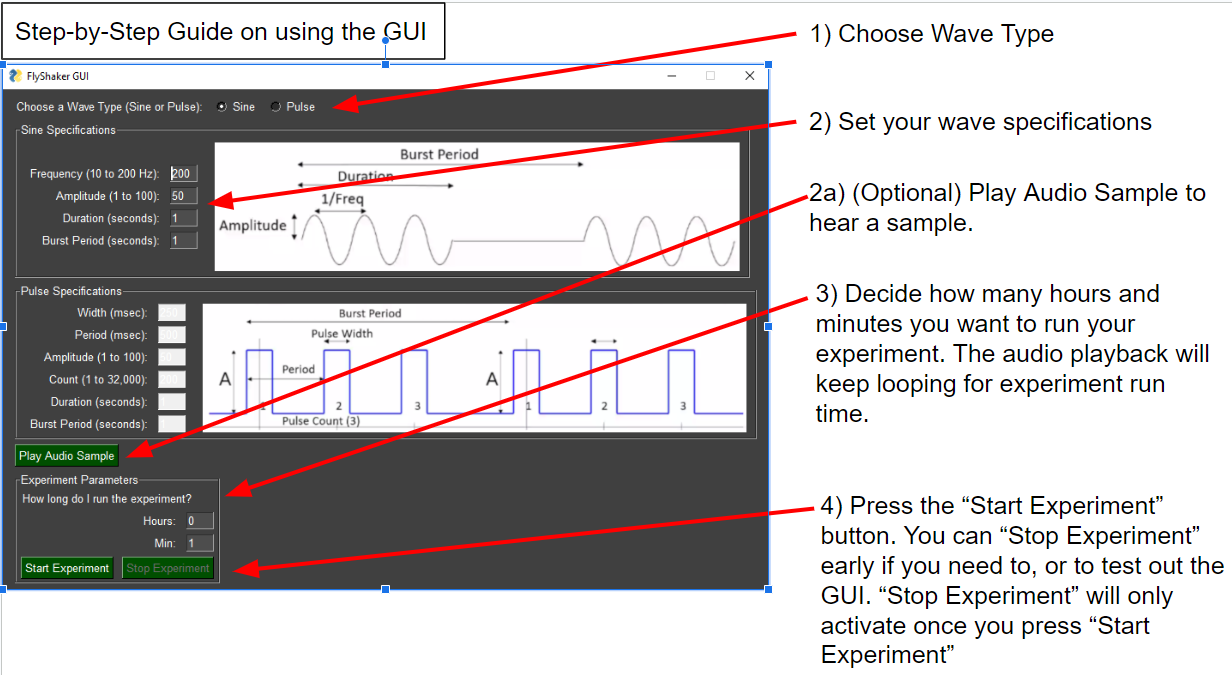 Step-by-Step Guide on using the GUI
1) Choose Wave Type
FlyShaker GUI
Choose a Wave Type (Sine or Pulse): Sine Pulse
2) Set your wave specifications
Sine Specifications
Frequency (10 to 200 Hz): 200
Amplitude (1 to 100): 50
Duration (seconds): 1
Burst Period (seconds): 1
Burst Period
Duration
1/Freq
Amplitude
2a) (Optional) Play Audio Sample to
hear a sample.
Pulse Specifications
Width (msec): 250
Period (msec): 500
Amplitude (1 to 100): 50
Count (1 to 32,000): 200
Duration (seconds): 1
Burst Period (seconds): 1
Burst Period
Pulse Width
Period
A A
1 2 3 1 2 3
Pulse Count (3)
3) Decide how many hours and
minutes you want to run your
experiment. The audio playback will
keep looping for experiment run
time.
Play Audio Sample
Experiment Parameters
How long do I run the experiment?
Hours: 0
Min: 1
Start Experiment Stop Experiment
4) Press the “Start Experiment”
button. You can “Stop Experiment”
early if you need to, or to test out the
GUI. “Stop Experiment” will only
activate once you press “Start
Experiment”